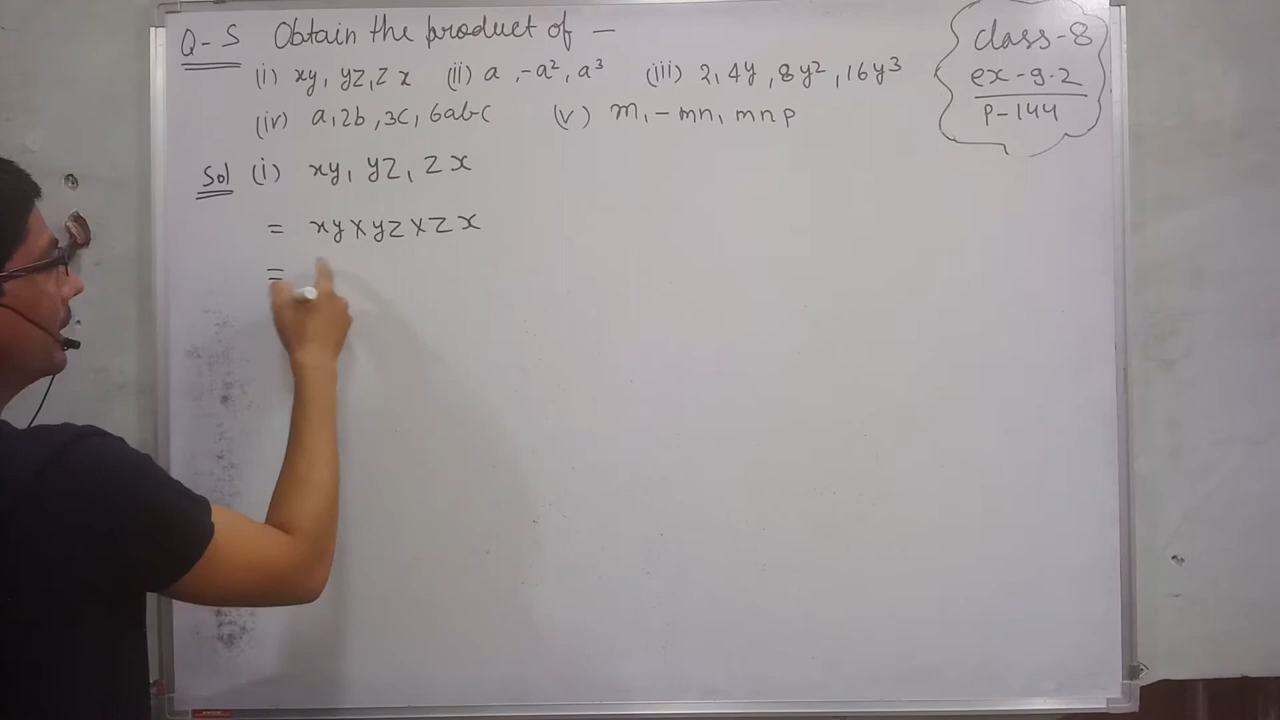 Q-5 Obtain the product of —
(i) xy, yz, zx (ii) a, -a², a³ (iii) 2, 4y, 8y², 16y³
(iv) a, 2b, 3c, 6abc (v) m, -mn, mnp
class-8
ex-9.2
P-144
Sol (i) xy, yz, zx
= xy×yz×zx
=